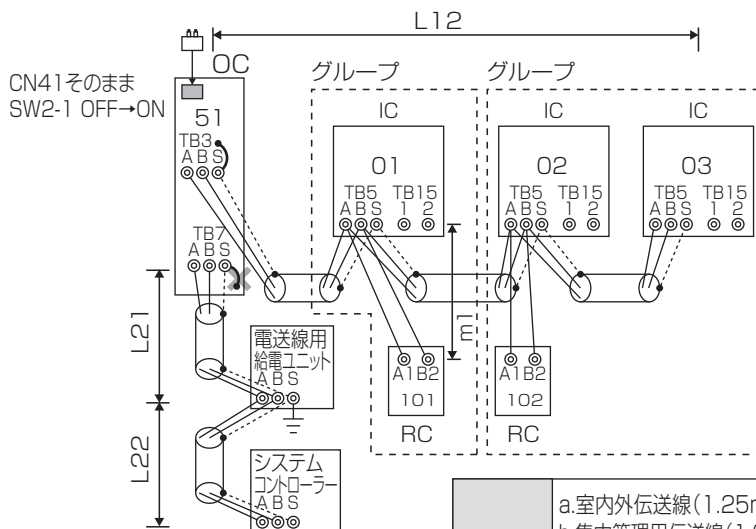 L12
OC
CN41そのまま
SW2-1 OFF→ON
51
TB3
A B S
TB7
A B S
グループ
グループ
IC
IC
IC
01
02
03
TB5 TB15
A B S 1 2
TB5 TB15
A B S 1 2
TB5 TB15
A B S 1 2
m1
A1 B2
101
RC
A1 B2
102
RC
L21
電送線用
給電ユニット
A B S
L22
システム
コントローラー
A B S
a.室内外伝送線(1.25m